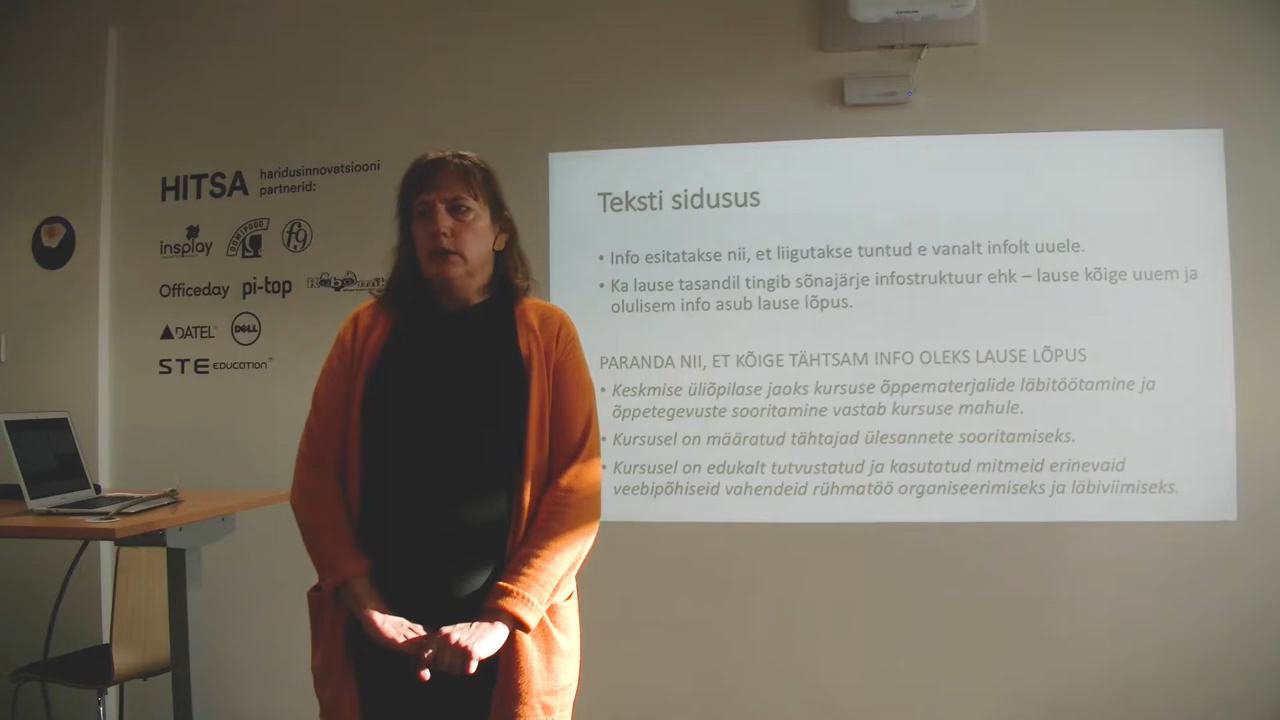 HITSA haridusinnovatsiooni
partnerid:
insplay OOMIPOOD f9
Officeday pi-top
DATEL DELL
STE EDUCATION
Teksti sidusus
• Info esitatakse nii, et liigutakse tuntud e vanalt infolt uuele.
• Ka lause tasandil tingib sõnajärje infostruktuur ehk – lause kõige uuem ja
olulisem info asub lause lõpus.
PARANDA NII, ET KÕIGE TÄHTSAM INFO OLEKS LAUSE LÕPUS
• Keskmise üliõpilase jaoks kursuse õppematerjalide läbitöötamine ja
õppetegevuste sooritamine vastab kursuse mahule.
• Kursusel on määratud tähtajad ülesannete sooritamiseks.
• Kursusel on edukalt tutvustatud ja kasutatud mitmeid erinevaid
veebipõhiseid vahendeid rühmatöö organiseerimiseks ja läbiviimiseks.